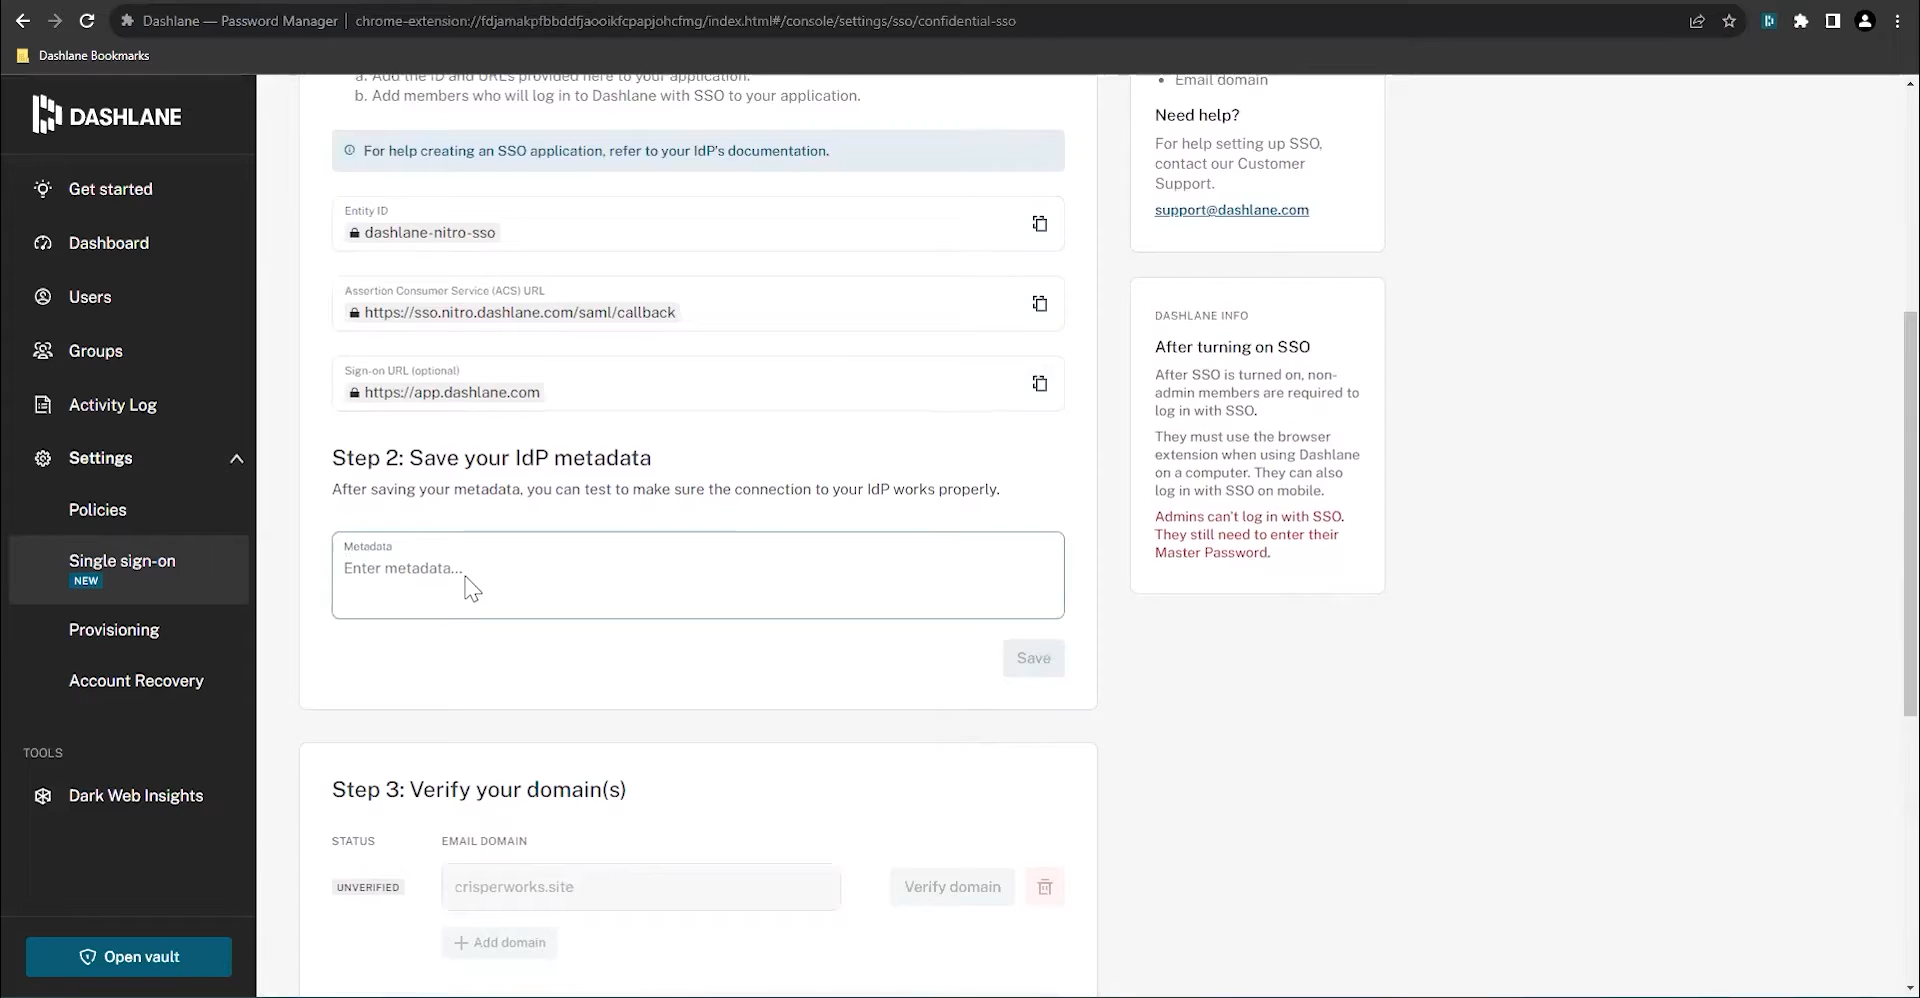 Dashlane — Password Manager | chrome-extension://fdjamakpfbbddfjaooikfcpapjohcfmg/index.html#/console/settings/sso/confidential-sso
Dashlane Bookmarks
DASHLANE
Get started
Dashboard
Users
Groups
Activity Log
Settings
Policies
Single sign-on
NEW
Provisioning
Account Recovery
TOOLS
Dark Web Insights
Open vault
a. Add the ID and URLs provided here to your application.
b. Add members who will log in to Dashlane with SSO to your application.
For help creating an SSO application, refer to your IdP's documentation.
Entity ID
dashlane-nitro-sso
Assertion Consumer Service (ACS) URL
https://sso.nitro.dashlane.com/saml/callback
Sign-on URL (optional)
https://app.dashlane.com
Step 2: Save your IdP metadata
After saving your metadata, you can test to make sure the connection to your IdP works properly.
Metadata
Enter metadata...
Save
Step 3: Verify your domain(s)
STATUS EMAIL DOMAIN
UNVERIFIED crisperworks.site Verify domain
+ Add domain
• Email domain
Need help?
For help setting up SSO,
contact our Customer
Support.
support@dashlane.com
DASHLANE INFO
After turning on SSO
After SSO is turned on, non-
admin members are required to
log in with SSO.
They must use the browser
extension when using Dashlane
on a computer. They can also
log in with SSO on mobile.
Admins can't log in with SSO.
They still need to enter their
Master Password.